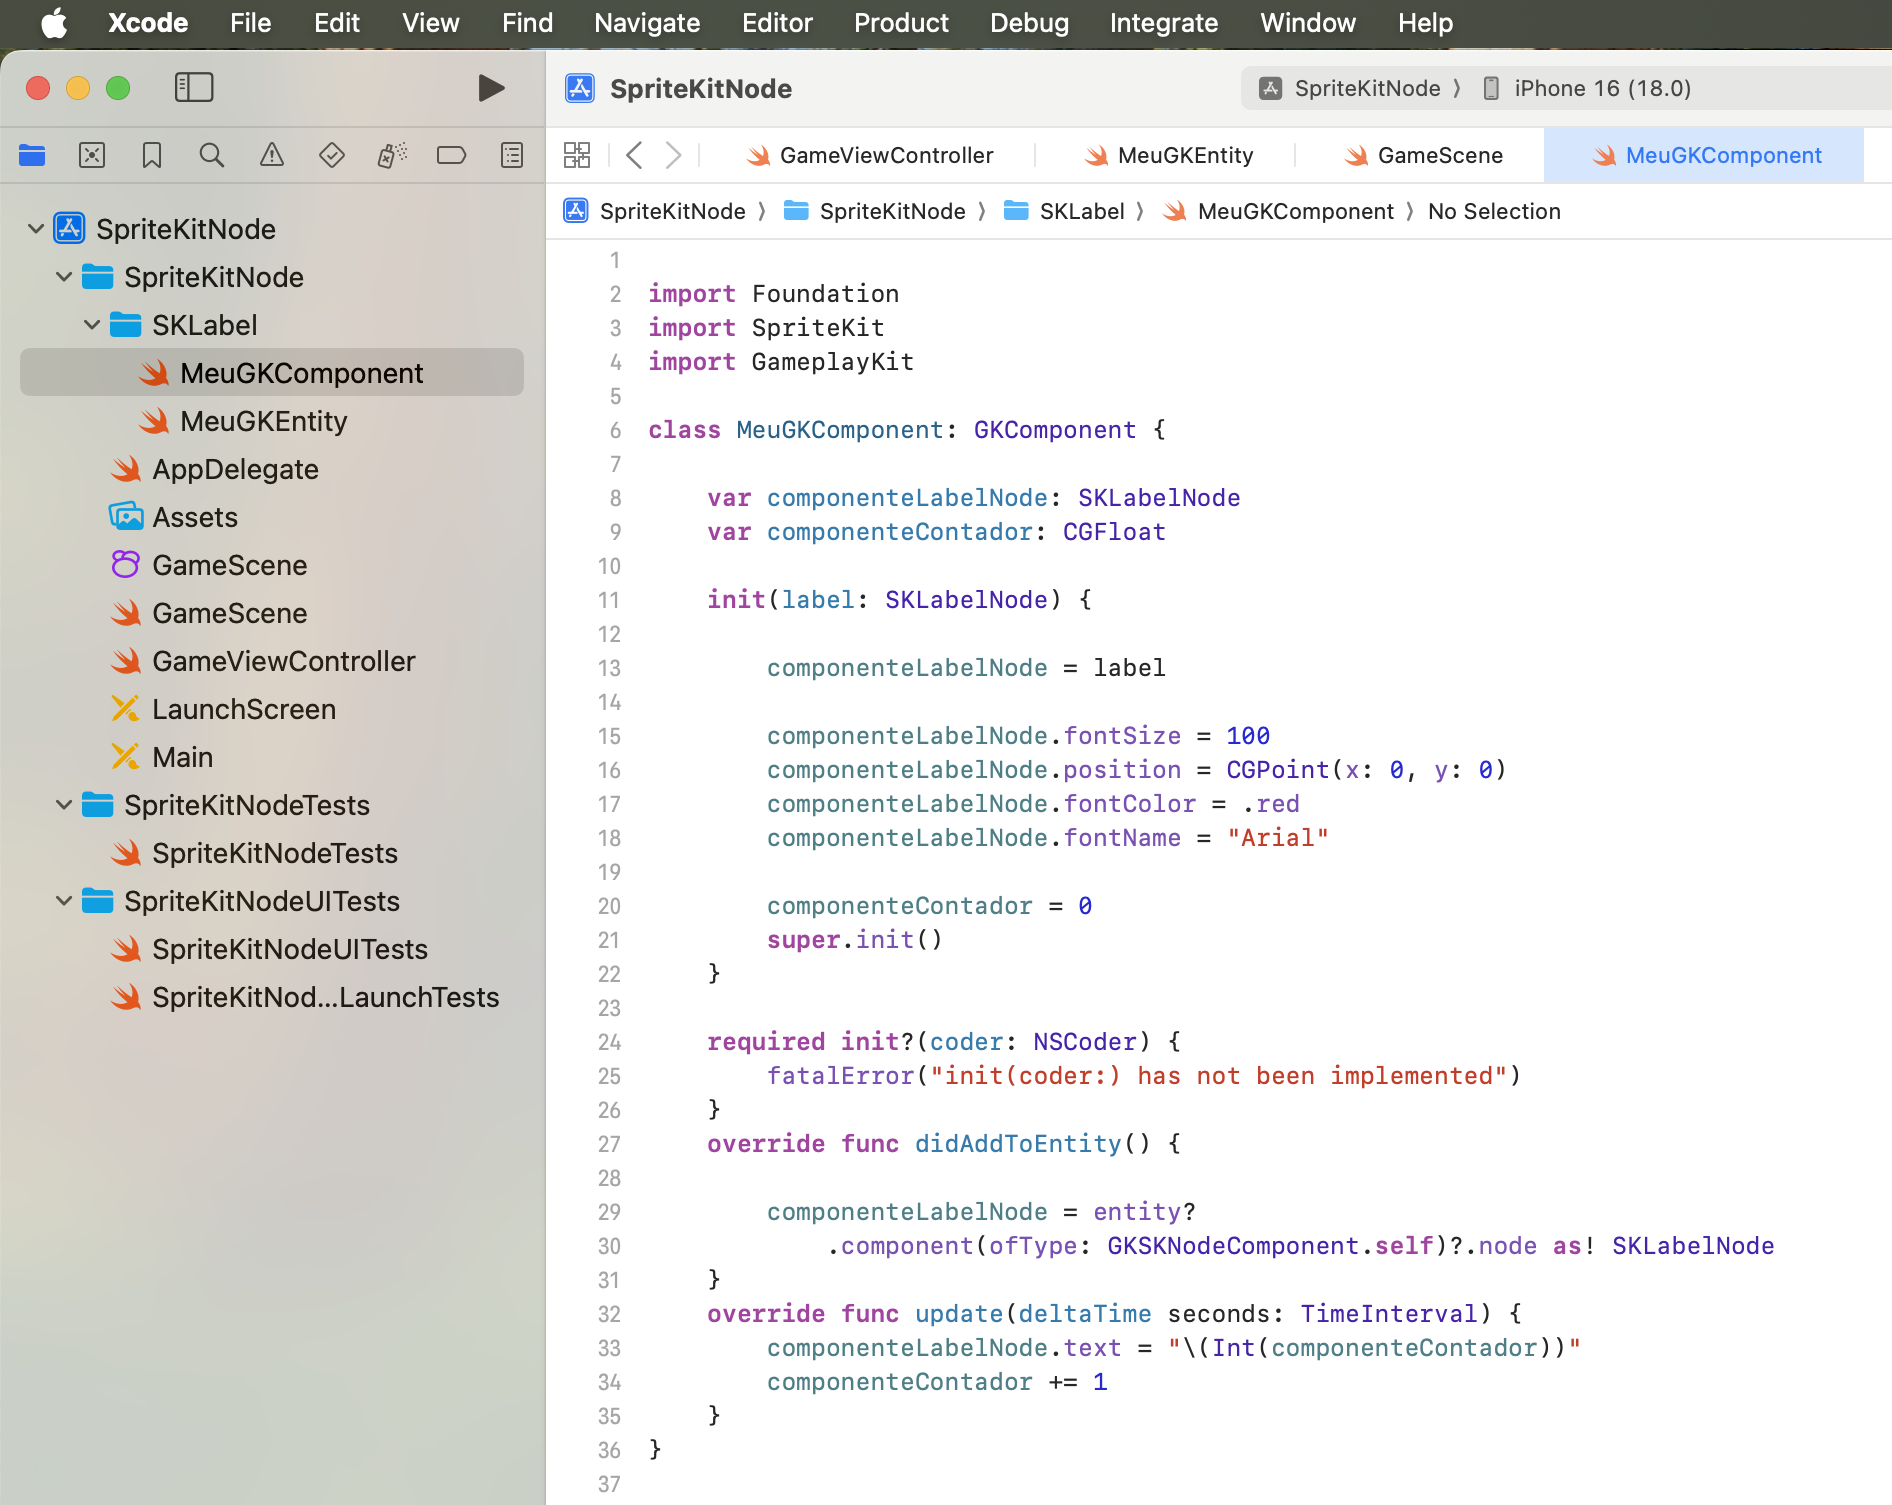 Xcode File Edit View Find Navigate Editor Product Debug Integrate Window Help
SpriteKitNode
SpriteKitNode 〉 iPhone 16 (18.0)
GameViewController
MeuGKEntity
GameScene
MeuGKComponent
SpriteKitNode 〉 SpriteKitNode 〉 SKLabel 〉 MeuGKComponent 〉 No Selection
SpriteKitNode
SpriteKitNode
SKLabel
MeuGKComponent
MeuGKEntity
AppDelegate
Assets
GameScene
GameScene
GameViewController
LaunchScreen
Main
SpriteKitNodeTests
SpriteKitNodeTests
SpriteKitNodeUITests
SpriteKitNodeUITests
SpriteKitNod...LaunchTests
1
2 import Foundation
3 import SpriteKit
4 import GameplayKit
5
6 class MeuGKComponent: GKComponent {
7
8     var componenteLabelNode: SKLabelNode
9     var componenteContador: CGFloat
10
11     init(label: SKLabelNode) {
12
13         componenteLabelNode = label
14
15         componenteLabelNode.fontSize = 100
16         componenteLabelNode.position = CGPoint(x: 0, y: 0)
17         componenteLabelNode.fontColor = .red
18         componenteLabelNode.fontName = "Arial"
19
20         componenteContador = 0
21         super.init()
22     }
23
24     required init?(coder: NSCoder) {
25         fatalError("init(coder:) has not been implemented")
26     }
27     override func didAddToEntity() {
28
29         componenteLabelNode = entity?
30             .component(ofType: GKSKNodeComponent.self)?.node as! SKLabelNode
31     }
32     override func update(deltaTime seconds: TimeInterval) {
33         componenteLabelNode.text = "\(Int(componenteContador))"
34         componenteContador += 1
35     }
36 }
37